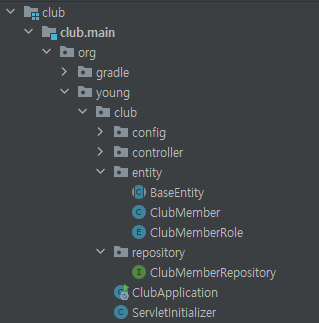 club
club.main
org
gradle
young
club
config
controller
entity
BaseEntity
ClubMember
ClubMemberRole
repository
ClubMemberRepository
ClubApplication
ServletInitializer